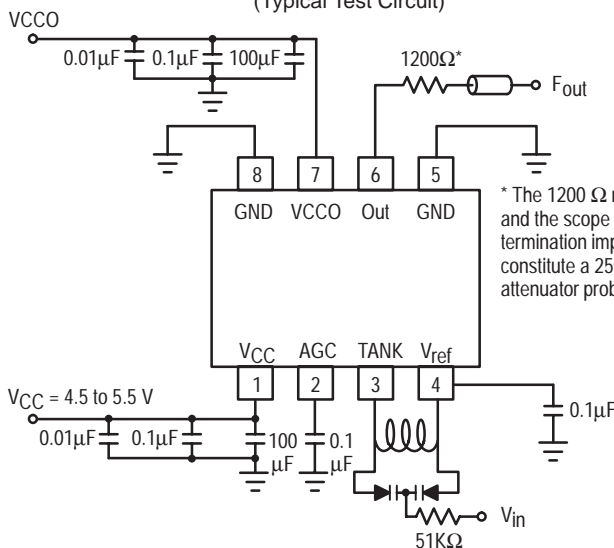 (Typical Test Circuit)
VCCO
0.01µF 0.1µF 100µF
1200Ω*
Fout
8 7 6 5
GND VCCO Out GND
* The 1200 Ω
and the scope
termination
constitute a 25
attenuator
VCC AGC TANK Vref
1 2 3 4
VCC = 4.5 to 5.5 V
0.01µF 0.1µF 100 µF 0.1 µF
0.1µF
Vin
51KΩ